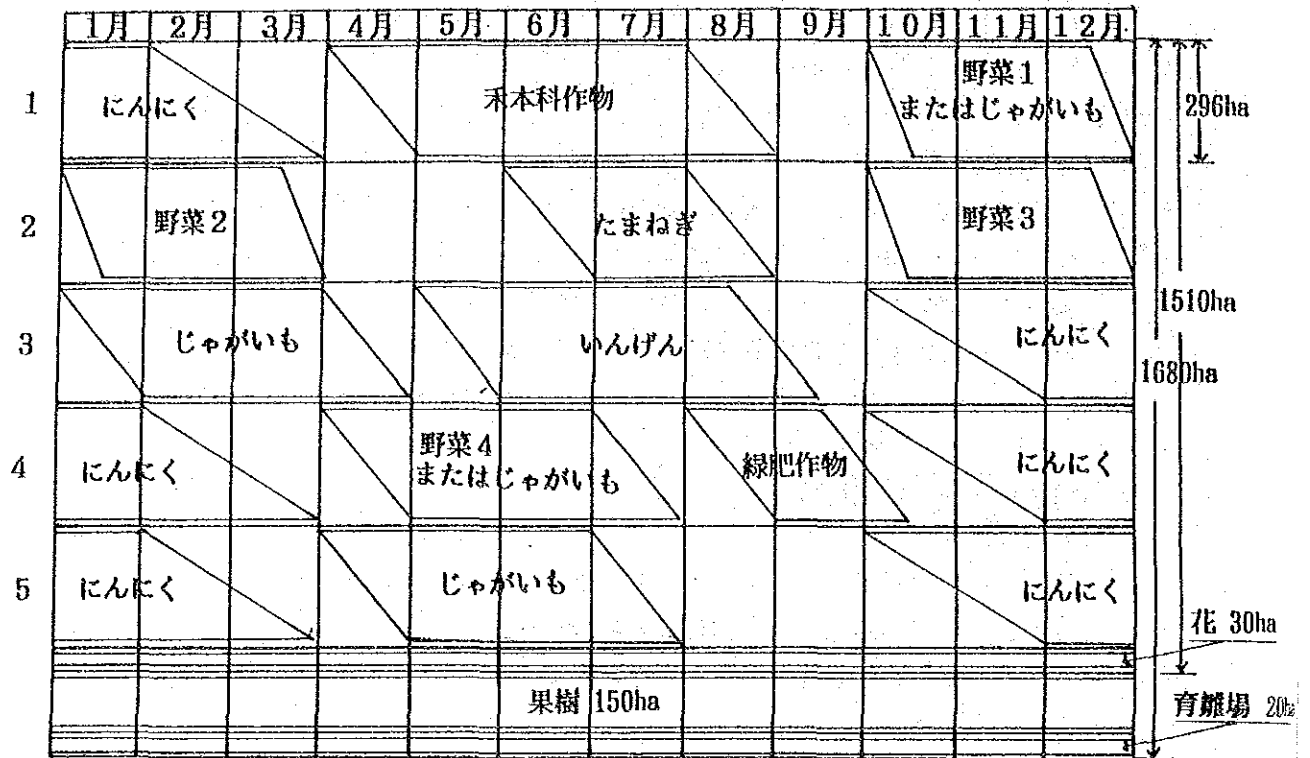 1月 2月 3月 4月 5月 6月 7月 8月 9月 10月 11月 12月
1 にんにく 禾本科作物 野菜1
またはじゃがいも
296ha
2 野菜2 たまねぎ 野菜3
1510ha
3 じゃがいも いんげん にんにく
1680ha
4 にんにく 野菜4
またはじゃがいも 緑肥作物 にんにく
5 にんにく じゃがいも にんにく
花 30ha
果樹 150ha
育雛場 20ha